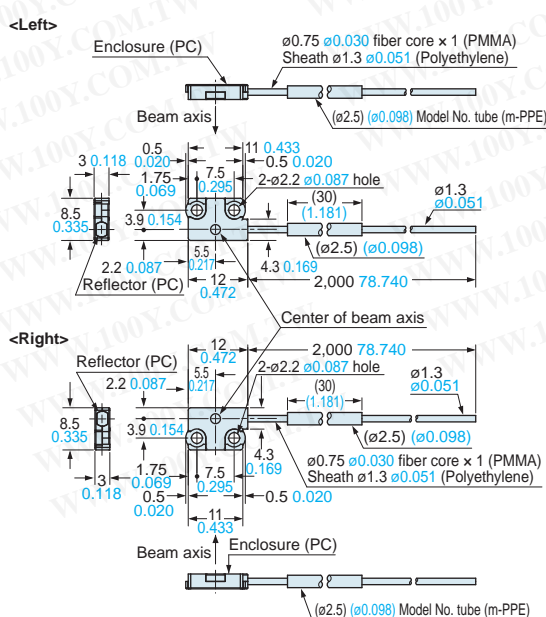 <Left>
Enclosure (PC)
ø0.75 ø0.030 fiber core × 1 (PMMA)
Sheath ø1.3 ø0.051 (Polyethylene)
(ø2.5) (ø0.098) Model No. tube (m-PPE)
Beam axis
0.5 11 0.433
3 0.118 0.020 0.5 0.020
1.75 7.5 2-ø2.2 ø0.087 hole
0.069 0.295 (30)
(1.181) ø1.3
8.5 ø0.051
0.335 3.9 0.154
(ø2.5) (ø0.098)
2.2 0.087 5.5 4.3 0.169
0.217
Reflector (PC) 12 2,000 78.740
0.472
Center of beam axis
<Right>
12 2,000 78.740
Reflector (PC) 0.472 2-ø2.2 ø0.087 hole
2.2 0.087 5.5 (30) ø1.3
0.217 (1.181) ø0.051
8.5
0.335 3.9 0.154 (ø2.5) (ø0.098)
4.3
0.169 ø0.75 ø0.030 fiber core × 1 (PMMA)
3 1.75 7.5 Sheath ø1.3 ø0.051 (Polyethylene)
0.118 0.069 0.295
0.5 0.5 0.020
0.020
11
0.433
Beam axis Enclosure (PC)
(ø2.5) (ø0.098) Model No. tube (m-PPE)
WWW.100Y.COM.TW